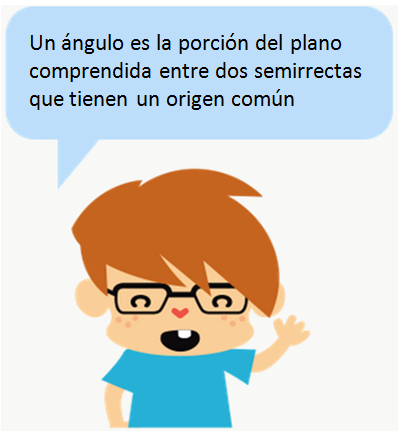 Un ángulo es la porción del plano
comprendida entre dos semirrectas
que tienen un origen común